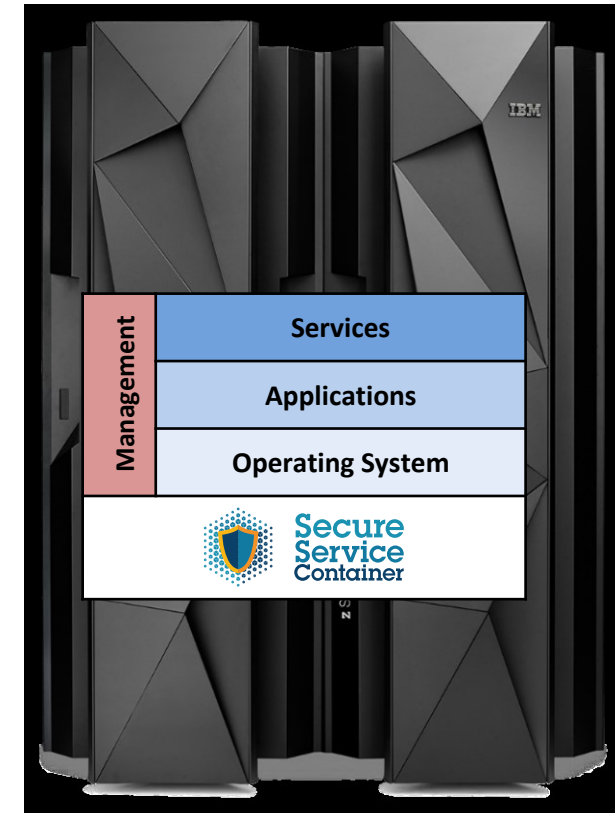 IBM
Management
Services
Applications
Operating System
Secure
Service
Container
z S